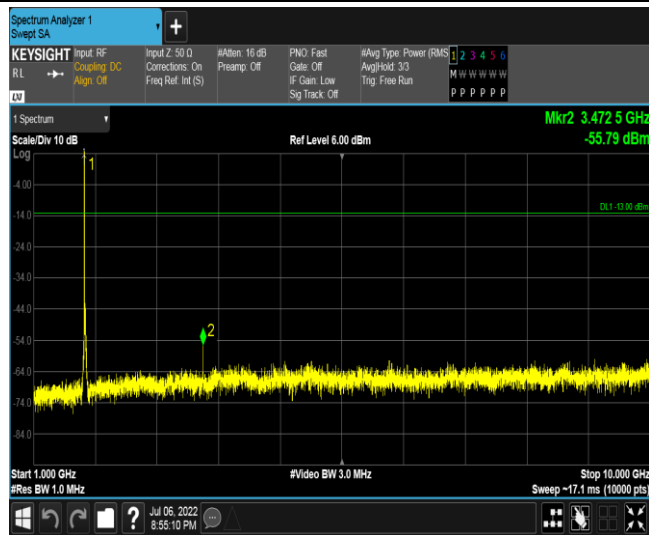 Spectrum Analyzer 1
Swept SA
KEYSIGHT
RL
Input: RF
Coupling: DC
Align: Off
Input Z: 50 Ω
Corrections: On
Freq Ref: Int (S)
#Atten: 16 dB
Preamp: Off
PNO: Fast
Gate: Off
IF Gain: Low
Sig Track: Off
#Avg Type: Power (RMS
Avg|Hold: 3/3
Trig: Free Run
1 2 3 4 5 6
M W W W W W
P P P P P P
1 Spectrum
Scale/Div 10 dB
Ref Level 6.00 dBm
Mkr2 3.472 5 GHz
-55.79 dBm
Log
1
-4.00
DL1 -13.00 dBm
-14.0
-24.0
-34.0
-44.0
2
-54.0
-64.0
-74.0
-84.0
Start 1.000 GHz
#Video BW 3.0 MHz
Stop 10.000 GHz
#Res BW 1.0 MHz
Sweep ~17.1 ms (10000 pts)
?
Jul 06, 2022
8:55:10 PM